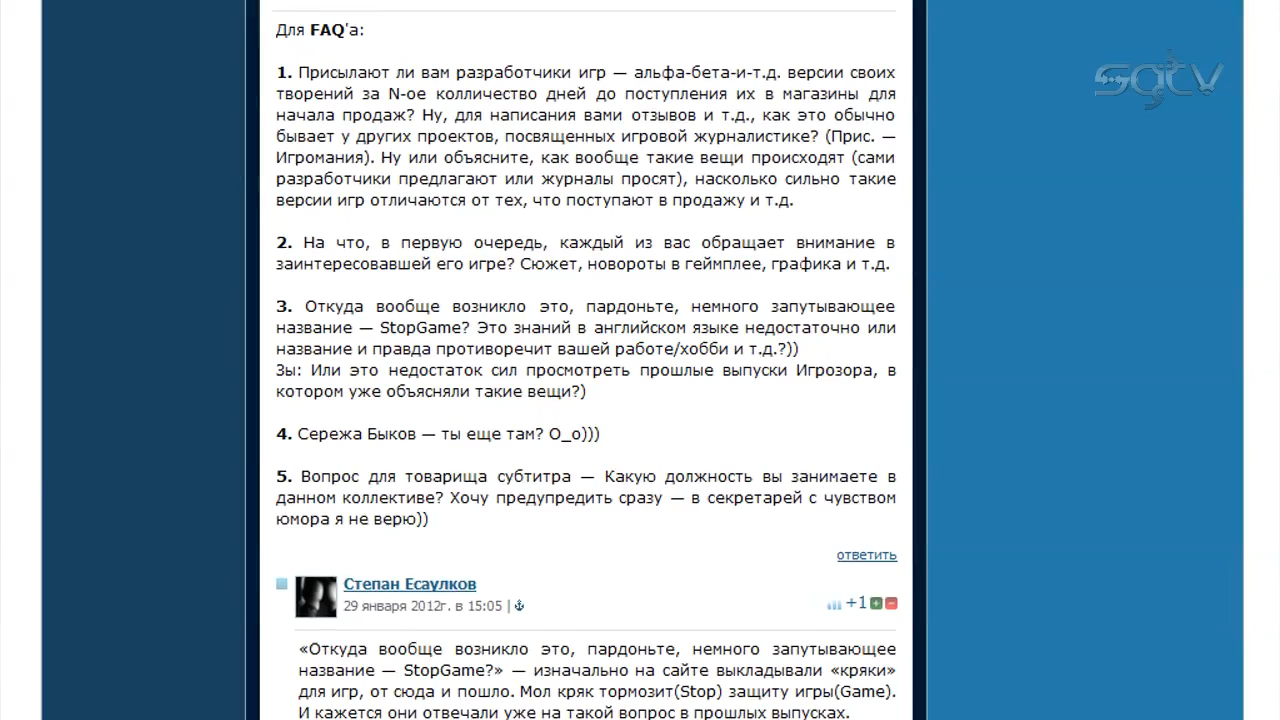 Для FAQ'а:
sgtv
1. Присылают ли вам разработчики игр — альфа-бета-и-т.д. версии своих
творений за N-ое колличество дней до поступления их в магазины для
начала продаж? Ну, для написания вами отзывов и т.д., как это обычно
бывает у других проектов, посвященных игровой журналистике? (Прис. —
Игромания). Ну или объясните, как вообще такие вещи происходят (сами
разработчики предлагают или журналы просят), насколько сильно такие
версии игр отличаются от тех, что поступают в продажу и т.д.
2. На что, в первую очередь, каждый из вас обращает внимание в
заинтересовавшей его игре? Сюжет, новороты в геймплее, графика и т.д.
3. Откуда вообще возникло это, пардоньте, немного запутывающее
название — StopGame? Это знаний в английском языке недостаточно или
название и правда противоречит вашей работе/хобби и т.д.?))
Зы: Или это недостаток сил просмотреть прошлые выпуски Игрозора, в
котором уже объясняли такие вещи?)
4. Сережа Быков — ты еще там? О_о)))
5. Вопрос для товарища субтитра — Какую должность вы занимаете в
данном коллективе? Хочу предупредить сразу — в секретарей с чувством
юмора я не верю))
ответить
Степан Есаулков
29 января 2012г. в 15:05 |
+1
«Откуда вообще возникло это, пардоньте, немного запутывающее
название — StopGame?» — изначально на сайте выкладывали «кряки»
для игр, от сюда и пошло. Мол кряк тормозит(Stop) защиту игры(Game).
И кажется они отвечали уже на такой вопрос в прошлых выпусках.